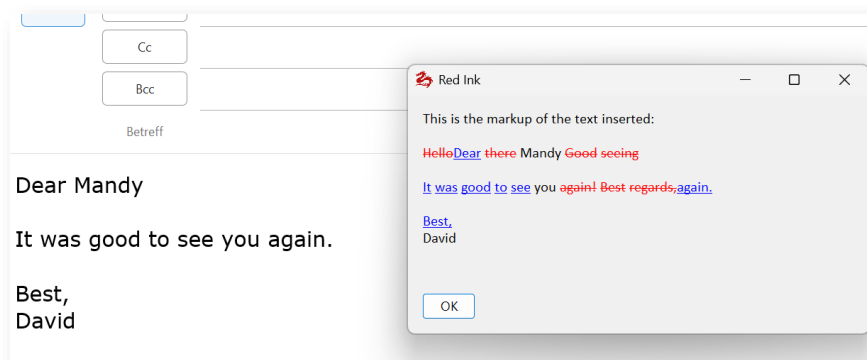 Cc
Bcc
Betreff
Dear Mandy
It was good to see you again.
Best,
David
Red Ink
This is the markup of the text inserted:
HelloDear there Mandy Good seeing
It was good to see you again! Best regards,again.
Best,
David
OK